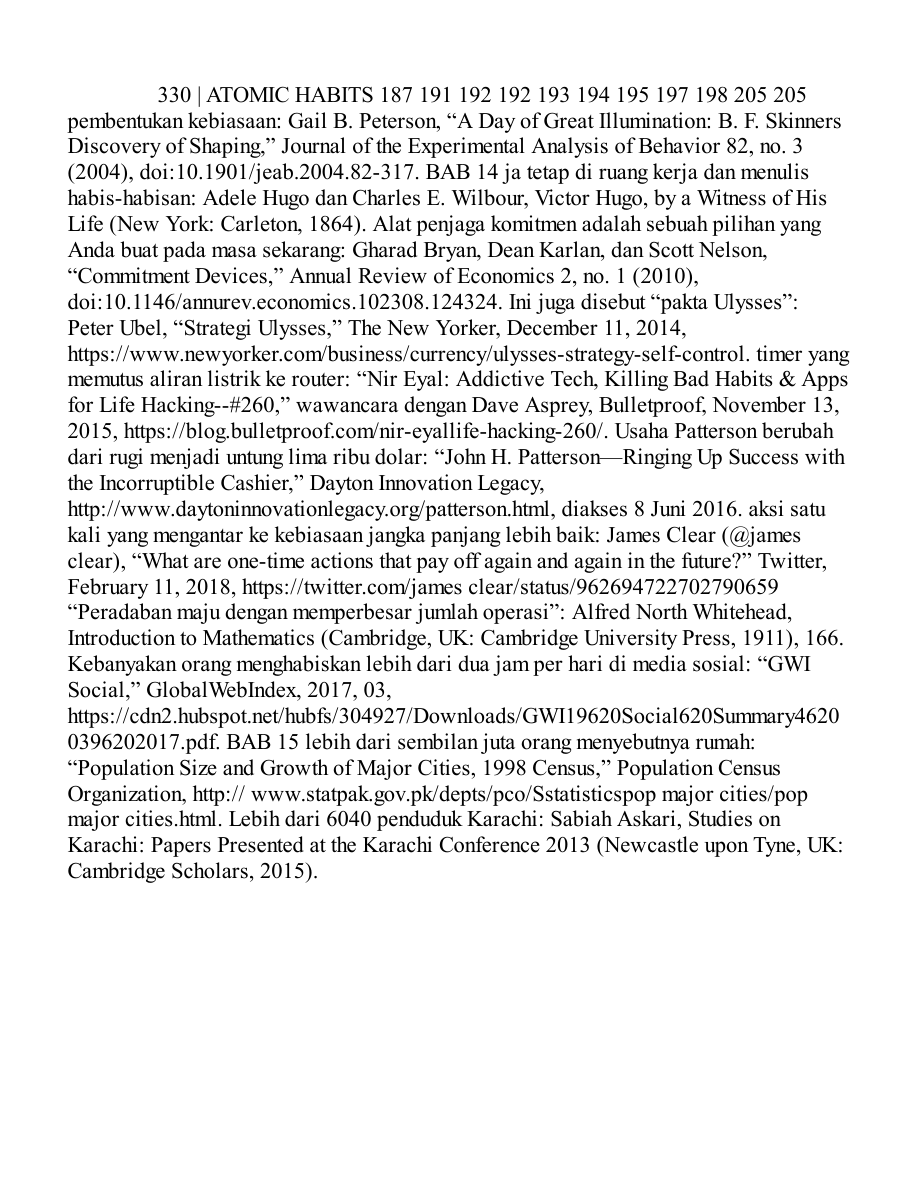 330 | ATOMIC HABITS 187 191 192 192 193 194 195 197 198 205 205
pembentukan kebiasaan: Gail B. Peterson, “A Day of Great Illumination: B. F. Skinners
Discovery of Shaping,” Journal of the Experimental Analysis of Behavior 82, no. 3
(2004), doi:10.1901/jeab.2004.82-317. BAB 14 ja tetap di ruang kerja dan menulis
habis-habisan: Adele Hugo dan Charles E. Wilbour, Victor Hugo, by a Witness of His
Life (New York: Carleton, 1864). Alat penjaga komitmen adalah sebuah pilihan yang
Anda buat pada masa sekarang: Gharad Bryan, Dean Karlan, dan Scott Nelson,
“Commitment Devices,” Annual Review of Economics 2, no. 1 (2010),
doi:10.1146/annurev.economics.102308.124324. Ini juga disebut “pakta Ulysses”:
Peter Ubel, “Strategi Ulysses,” The New Yorker, December 11, 2014,
https://www.newyorker.com/business/currency/ulysses-strategy-self-control. timer yang
memutus aliran listrik ke router: “Nir Eyal: Addictive Tech, Killing Bad Habits & Apps
for Life Hacking--#260,” wawancara dengan Dave Asprey, Bulletproof, November 13,
2015, https://blog.bulletproof.com/nir-eyallife-hacking-260/. Usaha Patterson berubah
dari rugi menjadi untung lima ribu dolar: “John H. Patterson—Ringing Up Success with
the Incorruptible Cashier,” Dayton Innovation Legacy,
http://www.daytoninnovationlegacy.org/patterson.html, diakses 8 Juni 2016. aksi satu
kali yang mengantar ke kebiasaan jangka panjang lebih baik: James Clear (@james
clear), “What are one-time actions that pay off again and again in the future?” Twitter,
February 11, 2018, https://twitter.com/james clear/status/962694722702790659
“Peradaban maju dengan memperbesar jumlah operasi”: Alfred North Whitehead,
Introduction to Mathematics (Cambridge, UK: Cambridge University Press, 1911), 166.
Kebanyakan orang menghabiskan lebih dari dua jam per hari di media sosial: “GWI
Social,” GlobalWebIndex, 2017, 03,
https://cdn2.hubspot.net/hubfs/304927/Downloads/GWI19620Social620Summary4620
0396202017.pdf. BAB 15 lebih dari sembilan juta orang menyebutnya rumah:
“Population Size and Growth of Major Cities, 1998 Census,” Population Census
Organization, http:// www.statpak.gov.pk/depts/pco/Sstatisticspop major cities/pop
major cities.html. Lebih dari 6040 penduduk Karachi: Sabiah Askari, Studies on
Karachi: Papers Presented at the Karachi Conference 2013 (Newcastle upon Tyne, UK:
Cambridge Scholars, 2015).